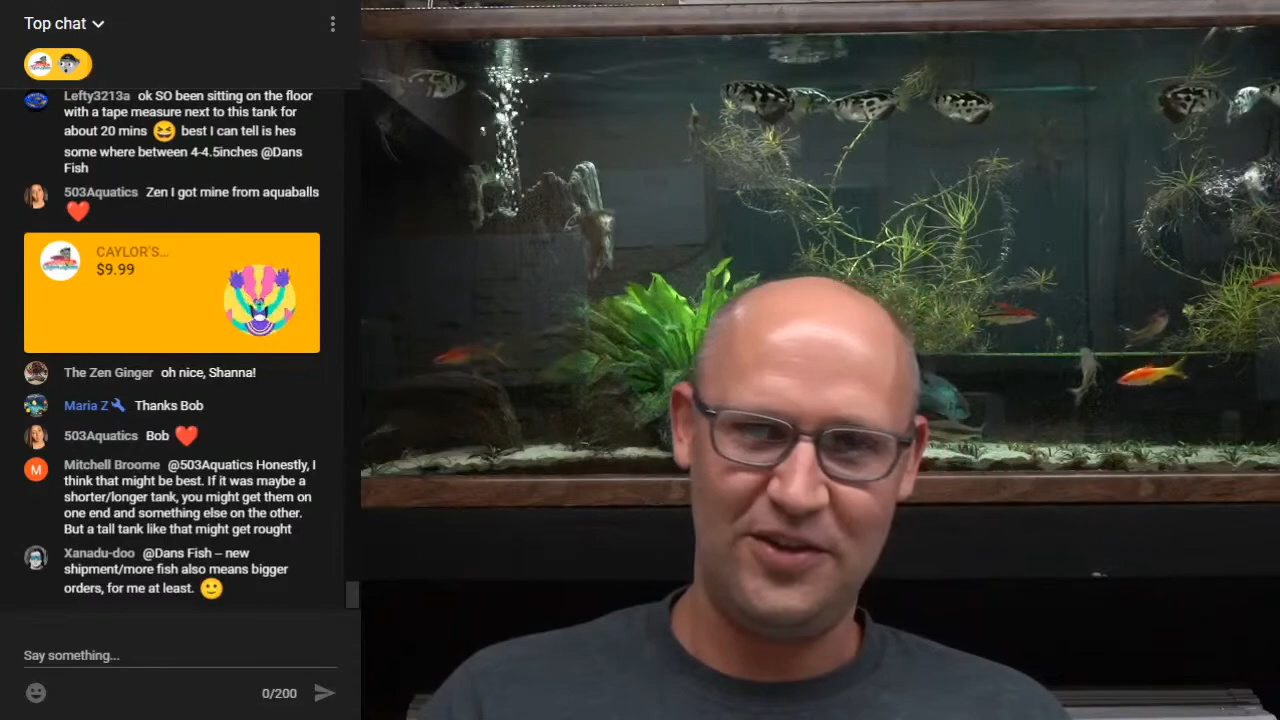 Top chat
Lefty3213a ok SO been sitting on the floor
with a tape measure next to this tank for
about 20 mins 😆 best I can tell is hes
some where between 4-4.5inches @Dans
Fish
503Aquatics Zen I got mine from aquaballs
❤️
CAYLOR'S...
$9.99
The Zen Ginger oh nice, Shanna!
Maria Z Thanks Bob
503Aquatics Bob ❤️
M
Mitchell Broome @503Aquatics Honestly, I
think that might be best. If it was maybe a
shorter/longer tank, you might get them on
one end and something else on the other.
But a tall tank like that might get rought
Xanadu-doo @Dans Fish – new
shipment/more fish also means bigger
orders, for me at least. 🙂
Say something...
0/200